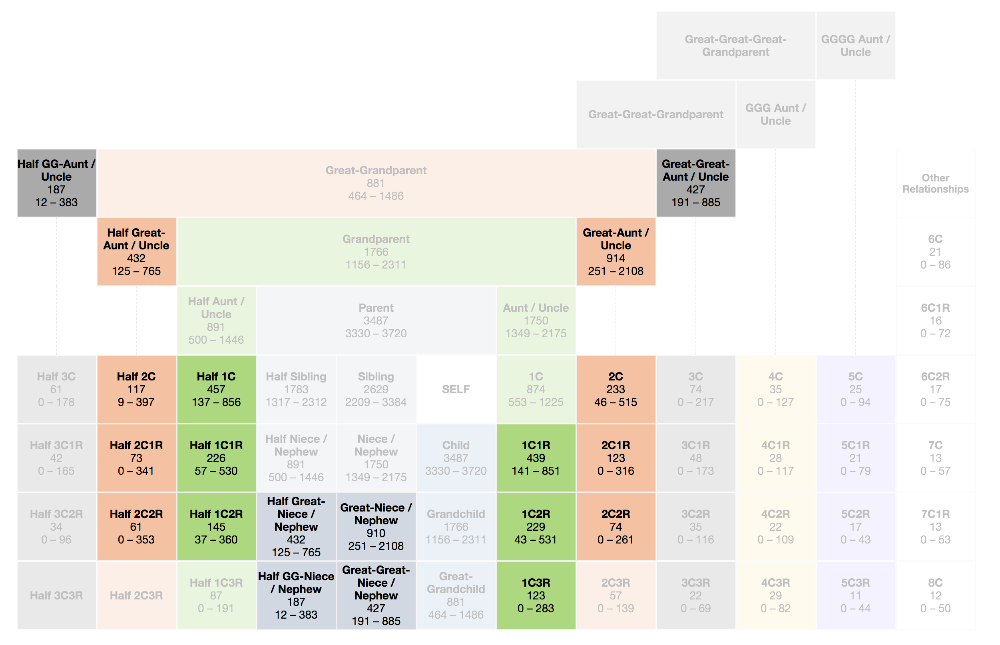 Great-Great-Great-
Grandparent
GGGG Aunt /
Uncle
Great-Great-Grandparent
GGG Aunt /
Uncle
Half GG-Aunt /
Uncle
187
12 – 383
Great-Grandparent
881
464 – 1486
Great-Great-
Aunt / Uncle
427
191 – 885
Other
Relationships
Half Great-
Aunt / Uncle
432
125 – 765
Grandparent
1766
1156 – 2311
Great-Aunt /
Uncle
914
251 – 2108
6C
21
0 – 86
Half Aunt /
Uncle
891
500 – 1446
Parent
3487
3330 – 3720
Aunt / Uncle
1750
1349 – 2175
6C1R
16
0 – 72
Half 3C
61
0 – 178
Half 2C
117
9 – 397
Half 1C
457
137 – 856
Half Sibling
1783
1317 – 2312
Sibling
2629
2209 – 3384
SELF
1C
874
553 – 1225
2C
233
46 – 515
3C
74
0 – 217
4C
35
0 – 127
5C
25
0 – 94
6C2R
17
0 – 75
Half 3C1R
42
0 – 165
Half 2C1R
73
0 – 341
Half 1C1R
226
57 – 530
Half Niece /
Nephew
891
500 – 1446
Niece /
Nephew
1750
1349 – 2175
Child
3487
3330 – 3720
1C1R
439
141 – 851
2C1R
123
0 – 316
3C1R
48
0 – 173
4C1R
28
0 – 117
5C1R
21
0 – 79
7C
13
0 – 57
Half 3C2R
34
0 – 96
Half 2C2R
61
0 – 353
Half 1C2R
145
37 – 360
Half Great-
Niece /
Nephew
432
125 – 765
Great-Niece /
Nephew
910
251 – 2108
Grandchild
1766
1156 – 2311
1C2R
229
43 – 531
2C2R
74
0 – 261
3C2R
35
0 – 116
4C2R
22
0 – 109
5C2R
17
0 – 43
7C1R
13
0 – 53
Half 3C3R
Half 2C3R
Half 1C3R
87
0 – 191
Half GG-Niece
/ Nephew
187
12 – 383
Great-Great-
Niece /
Nephew
427
191 – 885
Great-
Grandchild
881
464 – 1486
1C3R
123
0 – 283
2C3R
57
0 – 139
3C3R
22
0 – 69
4C3R
29
0 – 82
5C3R
11
0 – 44
8C
12
0 – 50